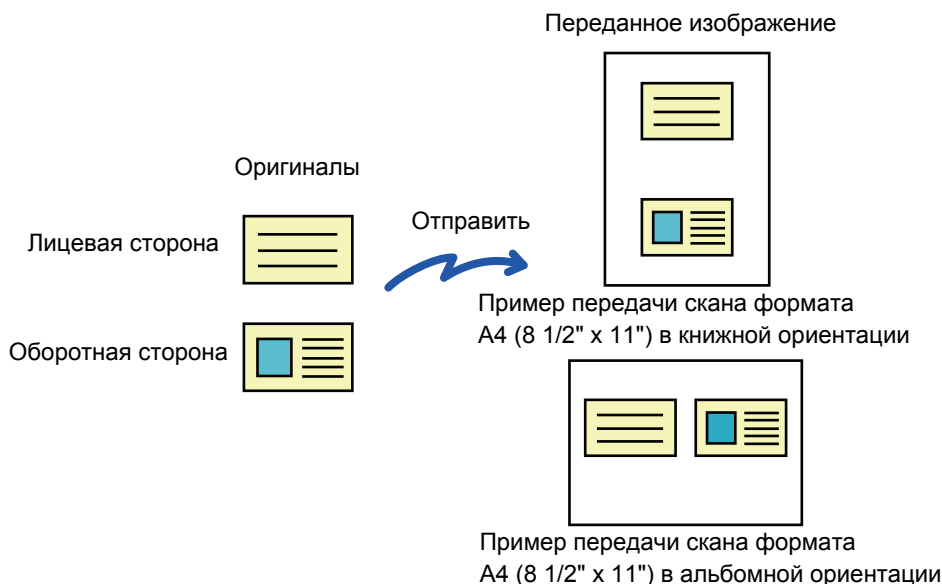 Переданное изображение
Оригиналы
Отправить
Лицевая сторона
Оборотная сторона
Пример передачи скана формата
A4 (8 1/2" x 11") в книжной ориентации
Пример передачи скана формата
A4 (8 1/2" x 11") в альбомной ориентации